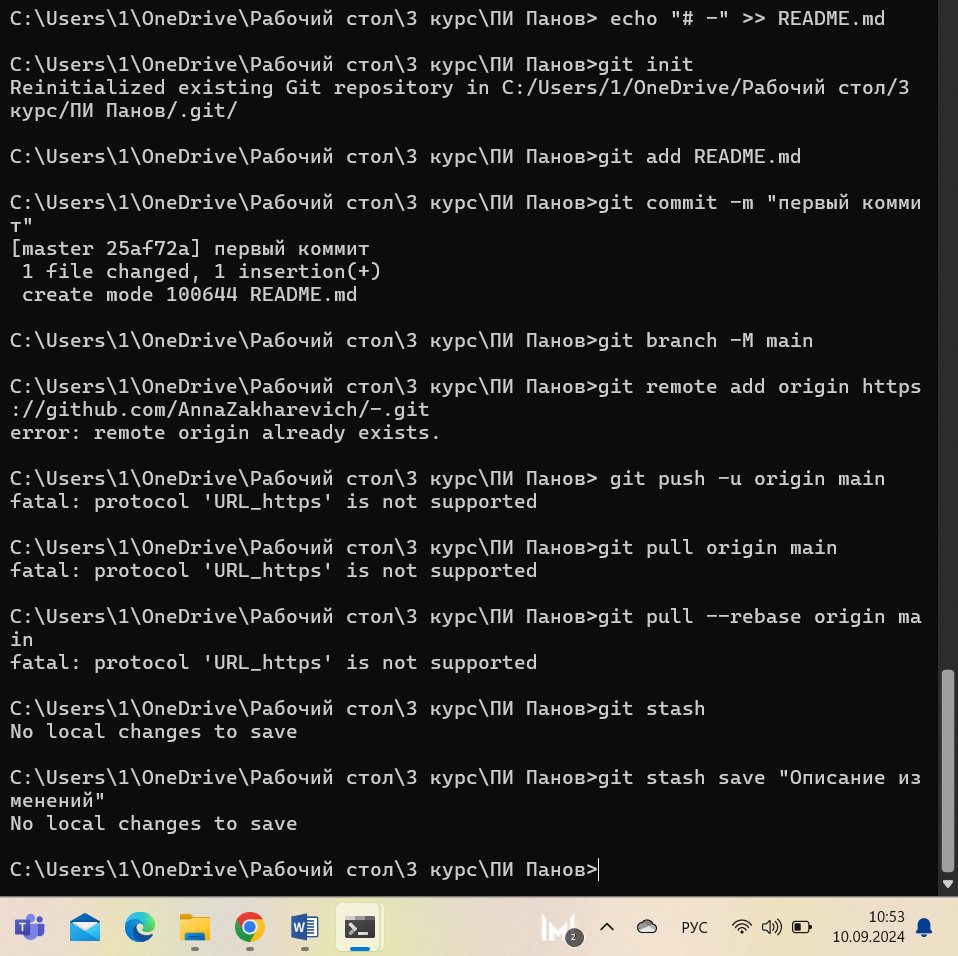 C:\Users\1\OneDrive\Рабочий стол\3 курс\ПИ Панов> echo "# -" >> README.md
C:\Users\1\OneDrive\Рабочий стол\3 курс\ПИ Панов>git init
Reinitialized existing Git repository in C:/Users/1/OneDrive/Рабочий стол/3
курс/ПИ Панов/.git/
C:\Users\1\OneDrive\Рабочий стол\3 курс\ПИ Панов>git add README.md
C:\Users\1\OneDrive\Рабочий стол\3 курс\ПИ Панов>git commit -m "первый комми
т"
[master 25af72a] первый коммит
1 file changed, 1 insertion(+)
create mode 100644 README.md
C:\Users\1\OneDrive\Рабочий стол\3 курс\ПИ Панов>git branch -M main
C:\Users\1\OneDrive\Рабочий стол\3 курс\ПИ Панов>git remote add origin https
://github.com/AnnaZakharevich/-.git
error: remote origin already exists.
C:\Users\1\OneDrive\Рабочий стол\3 курс\ПИ Панов> git push -u origin main
fatal: protocol 'URL_https' is not supported
C:\Users\1\OneDrive\Рабочий стол\3 курс\ПИ Панов>git pull origin main
fatal: protocol 'URL_https' is not supported
C:\Users\1\OneDrive\Рабочий стол\3 курс\ПИ Панов>git pull --rebase origin ma
in
fatal: protocol 'URL_https' is not supported
C:\Users\1\OneDrive\Рабочий стол\3 курс\ПИ Панов>git stash
No local changes to save
C:\Users\1\OneDrive\Рабочий стол\3 курс\ПИ Панов>git stash save "Описание из
менений"
No local changes to save
C:\Users\1\OneDrive\Рабочий стол\3 курс\ПИ Панов>
2
РУС
10:53
10.09.2024